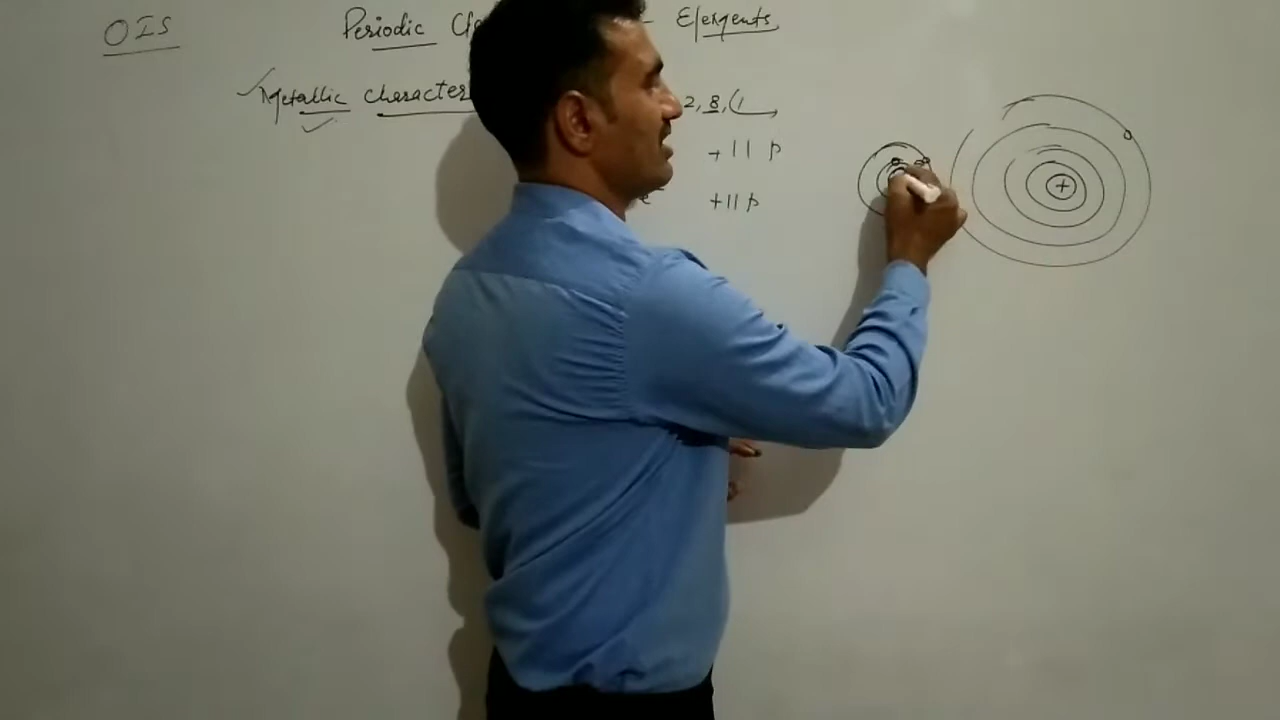 OIS
Periodic Elements
Metallic character 2, 8, 1
+11 p
e +11 p
+